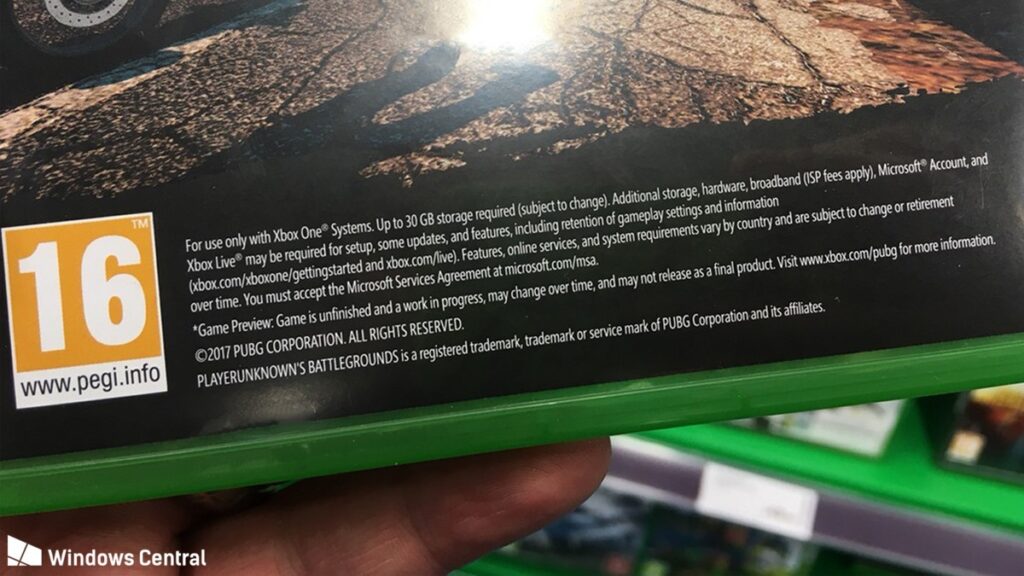 16™
www.pegi.info
For use only with Xbox One® Systems. Up to 30 GB storage required (subject to change). Additional storage, hardware, broadband (ISP fees apply), Microsoft® Account, and
Xbox Live® may be required for setup, some updates, and features, including retention of gameplay settings and information
(xbox.com/xboxone/gettingstarted and xbox.com/live). Features, online services, and system requirements vary by country and are subject to change or retirement
over time. You must accept the Microsoft Services Agreement at microsoft.com/msa.
*Game Preview: Game is unfinished and a work in progress, may change over time, and may not release as a final product. Visit www.xbox.com/pubg for more information.
©2017 PUBG CORPORATION. ALL RIGHTS RESERVED.
PLAYERUNKNOWN'S BATTLEGROUNDS is a registered trademark, trademark or service mark of PUBG Corporation and its affiliates.
Windows Central